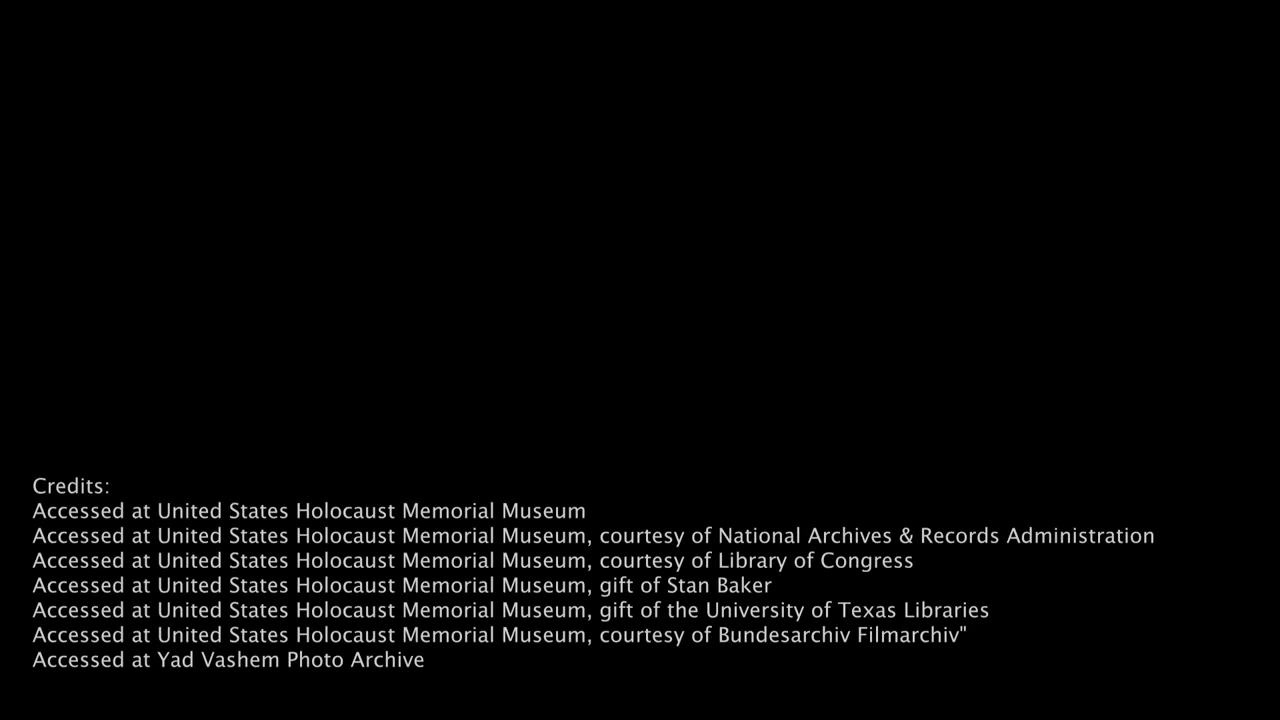 Credits:
Accessed at United States Holocaust Memorial Museum
Accessed at United States Holocaust Memorial Museum, courtesy of National Archives & Records Administration
Accessed at United States Holocaust Memorial Museum, courtesy of Library of Congress
Accessed at United States Holocaust Memorial Museum, gift of Stan Baker
Accessed at United States Holocaust Memorial Museum, gift of the University of Texas Libraries
Accessed at United States Holocaust Memorial Museum, courtesy of Bundesarchiv Filmarchiv"
Accessed at Yad Vashem Photo Archive